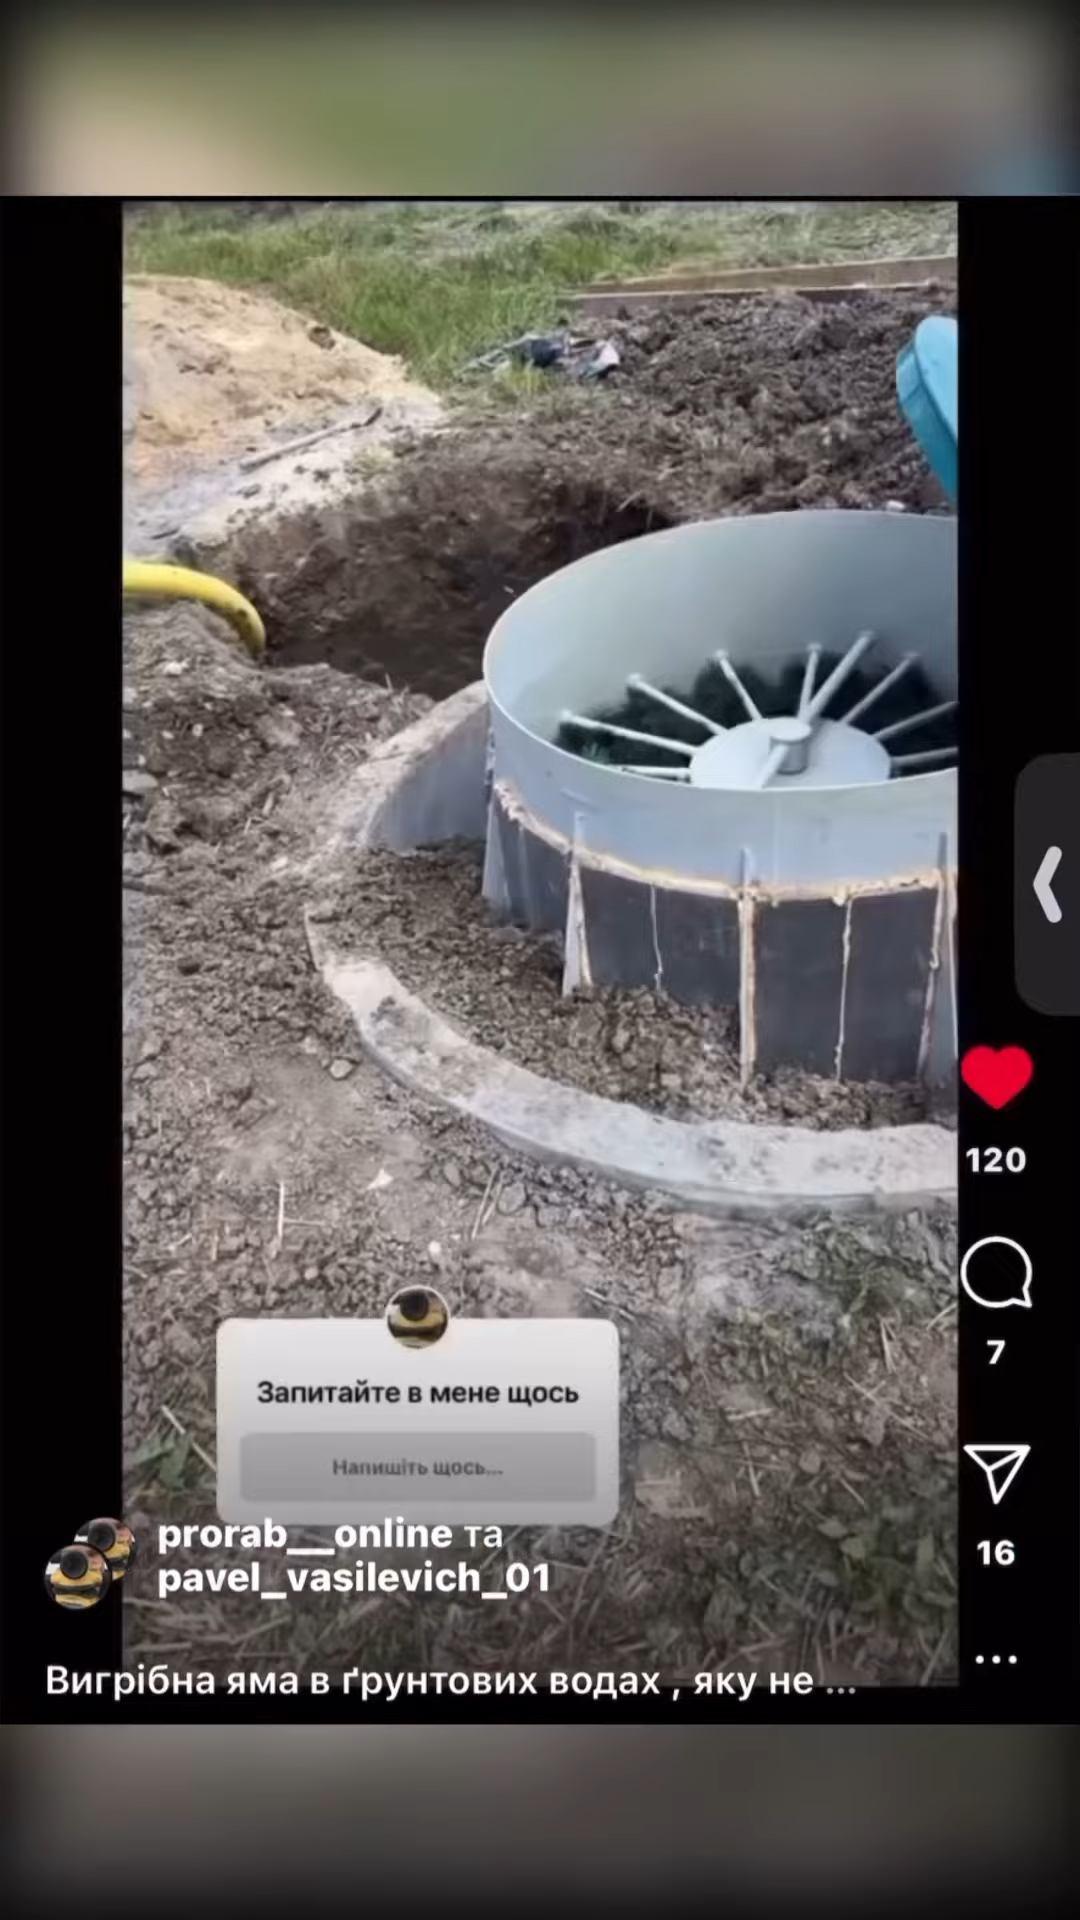 120
7
Запитайте в мене щось
Напишіть щось...
16
prorab__online та
pavel_vasilevich_01
Вигрібна яма в ґрунтових водах , яку не ...